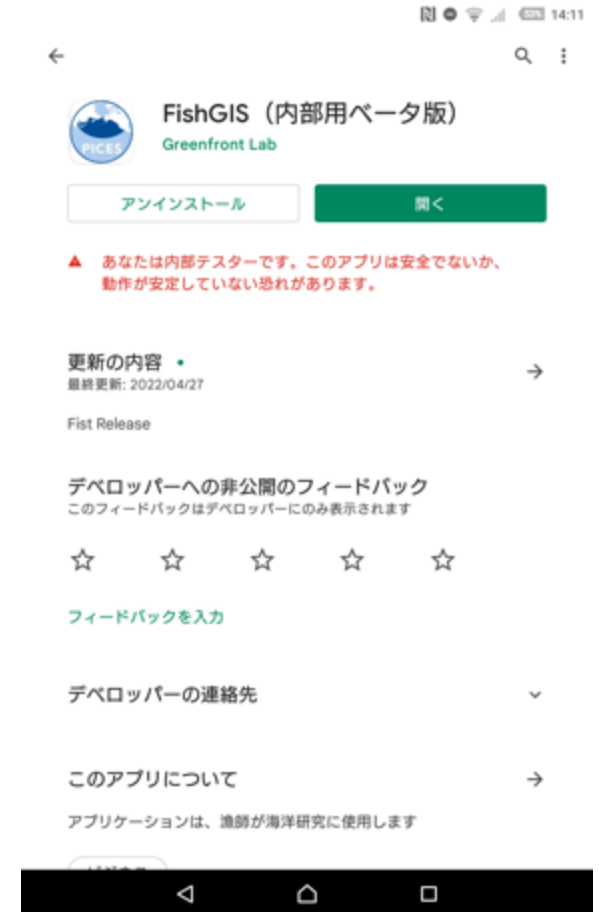 14:11
FishGIS（内部用ベータ版）
PICES
Greenfront Lab
アンインストール
開く
あなたは内部テスターです。このアプリは安全でないか、
動作が安定していない恐れがあります。
更新の内容
最終更新: 2022/04/27
Fist Release
デベロッパーへの非公開のフィードバック
このフィードバックはデベロッパーにのみ表示されます
フィードバックを入力
デベロッパーの連絡先
このアプリについて
アプリケーションは、漁師が海洋研究に使用します